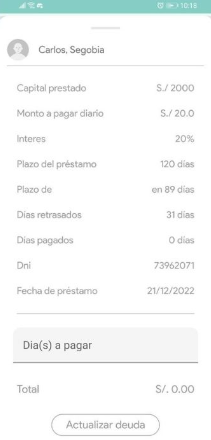 10:15
Carlos, Segobia
Capital prestado S./ 2000
Monto a pagar diario S./ 20.0
Interes 20%
Plazo del préstamo 120 días
Plazo de en 89 días
Dias retrasados 31 días
Dias pagados 0 días
Dni 73962071
Fecha de préstamo 21/12/2022
Dia(s) a pagar
Total S/. 0.00
Actualizar deuda